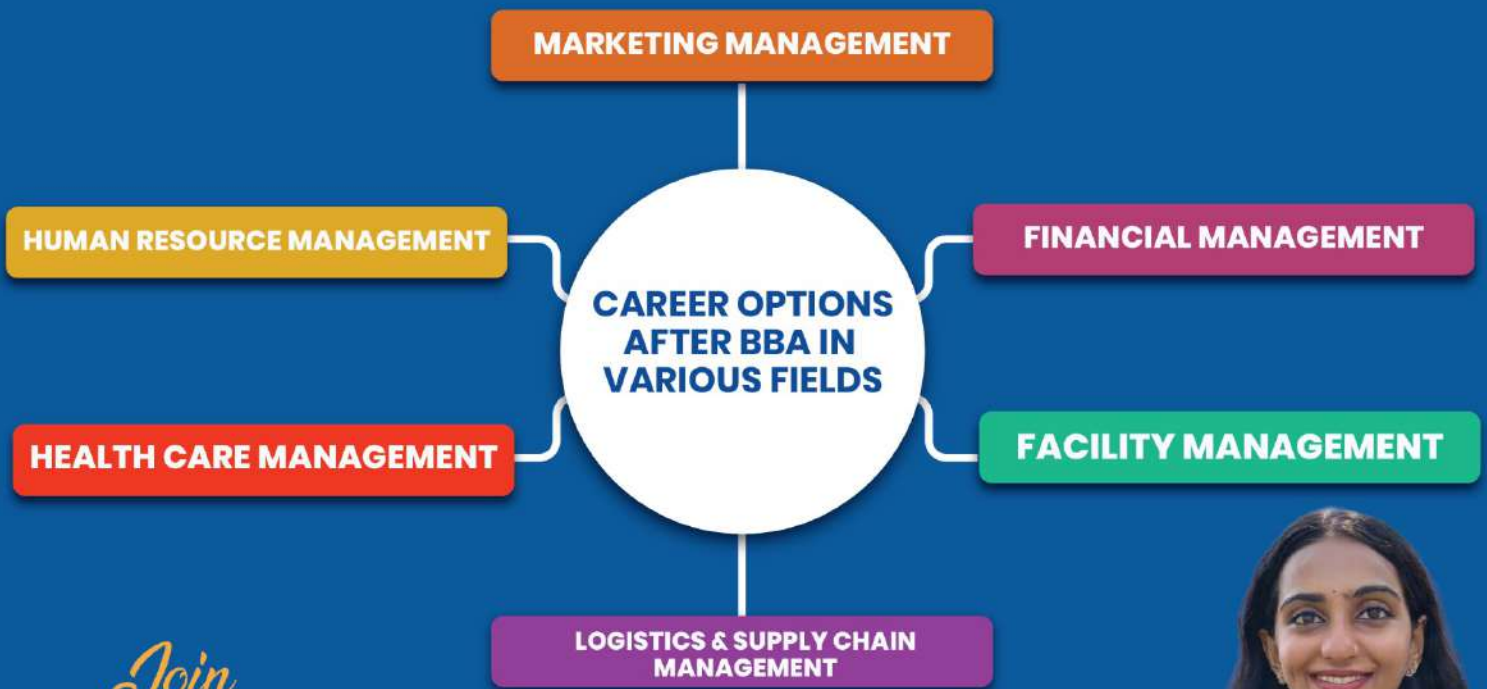 MARKETING MANAGEMENT
HUMAN RESOURCE MANAGEMENT
FINANCIAL MANAGEMENT
CAREER OPTIONS
AFTER BBA IN
VARIOUS FIELDS
HEALTH CARE MANAGEMENT
FACILITY MANAGEMENT
LOGISTICS & SUPPLY CHAIN
MANAGEMENT
Join